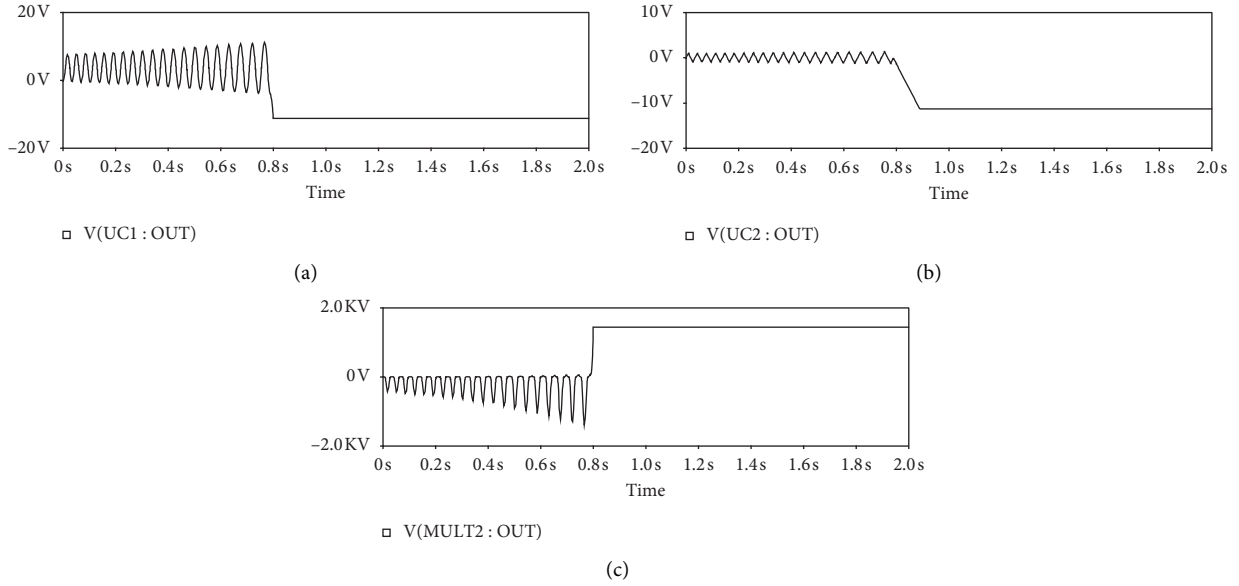 20 V
0 V
–20 V
0 s 0.2 s 0.4 s 0.6 s 0.8 s 1.0 s 1.2 s 1.4 s 1.6 s 1.8 s 2.0 s
Time
V(UC1 : OUT)
(a)
10 V
0 V
–10 V
–20 V
0 s 0.2 s 0.4 s 0.6 s 0.8 s 1.0 s 1.2 s 1.4 s 1.6 s 1.8 s 2.0 s
Time
V(UC2 : OUT)
(b)
2.0 KV
0 V
–2.0 KV
0 s 0.2 s 0.4 s 0.6 s 0.8 s 1.0 s 1.2 s 1.4 s 1.6 s 1.8 s 2.0 s
Time
V(MULT2 : OUT)
(c)